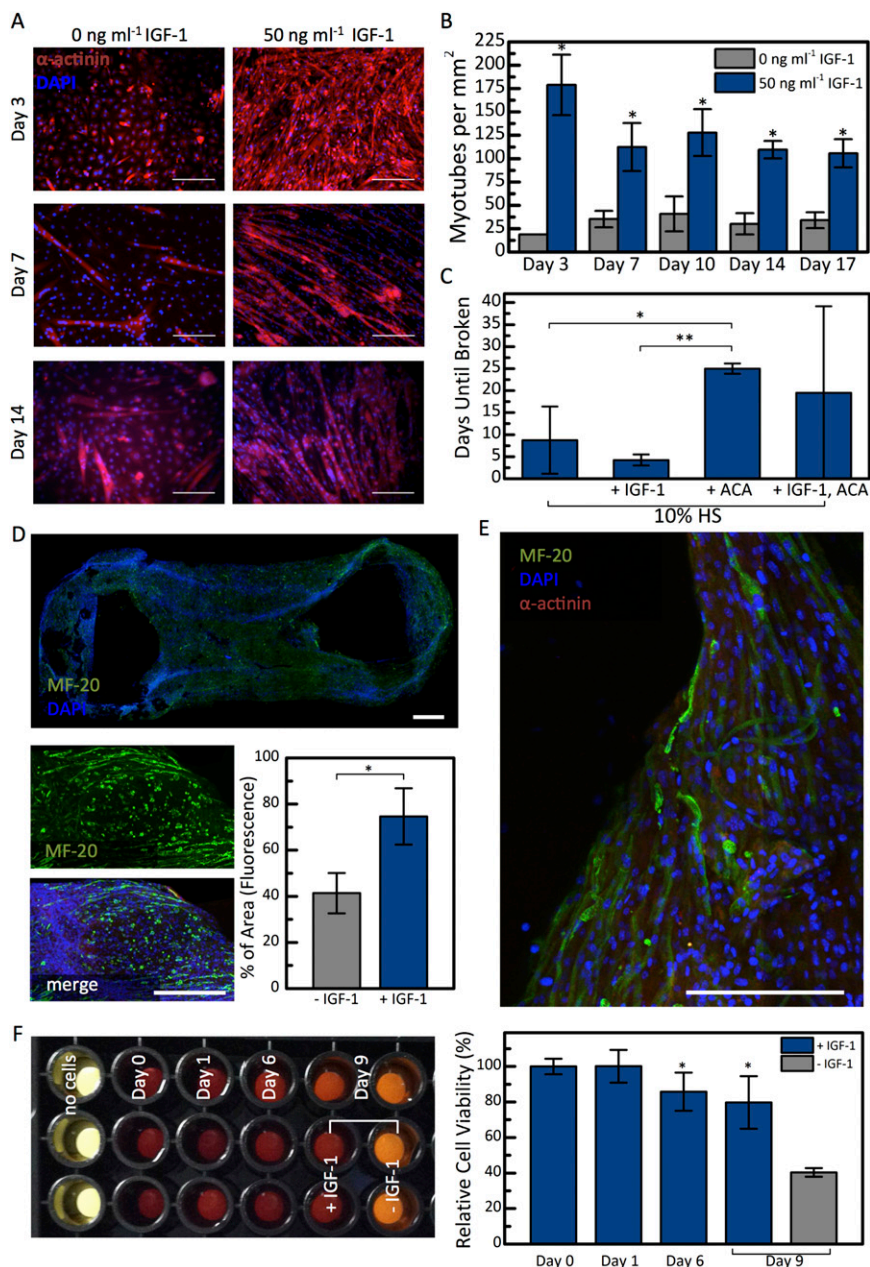 A
0 ng ml⁻¹ IGF-1
50 ng ml⁻¹ IGF-1
α-actinin
DAPI
Day 3
Day 7
Day 14
B
Myotubes per mm²
225
200
175
150
125
100
75
50
25
0
0 ng ml⁻¹ IGF-1
50 ng ml⁻¹ IGF-1
*
*
*
*
*
Day 3
Day 7
Day 10
Day 14
Day 17
C
Days Until Broken
40
35
30
25
20
15
10
5
0
*
**
+ IGF-1
+ ACA
+ IGF-1, ACA
10% HS
D
MF-20
DAPI
MF-20
merge
% of Area (Fluorescence)
100
80
60
40
20
0
*
- IGF-1
+ IGF-1
E
MF-20
DAPI
α-actinin
F
no cells
Day 0
Day 1
Day 6
Day 9
+ IGF-1
- IGF-1
Relative Cell Viability (%)
120
100
80
60
40
20
0
+ IGF-1
- IGF-1
*
*
Day 0
Day 1
Day 6
Day 9